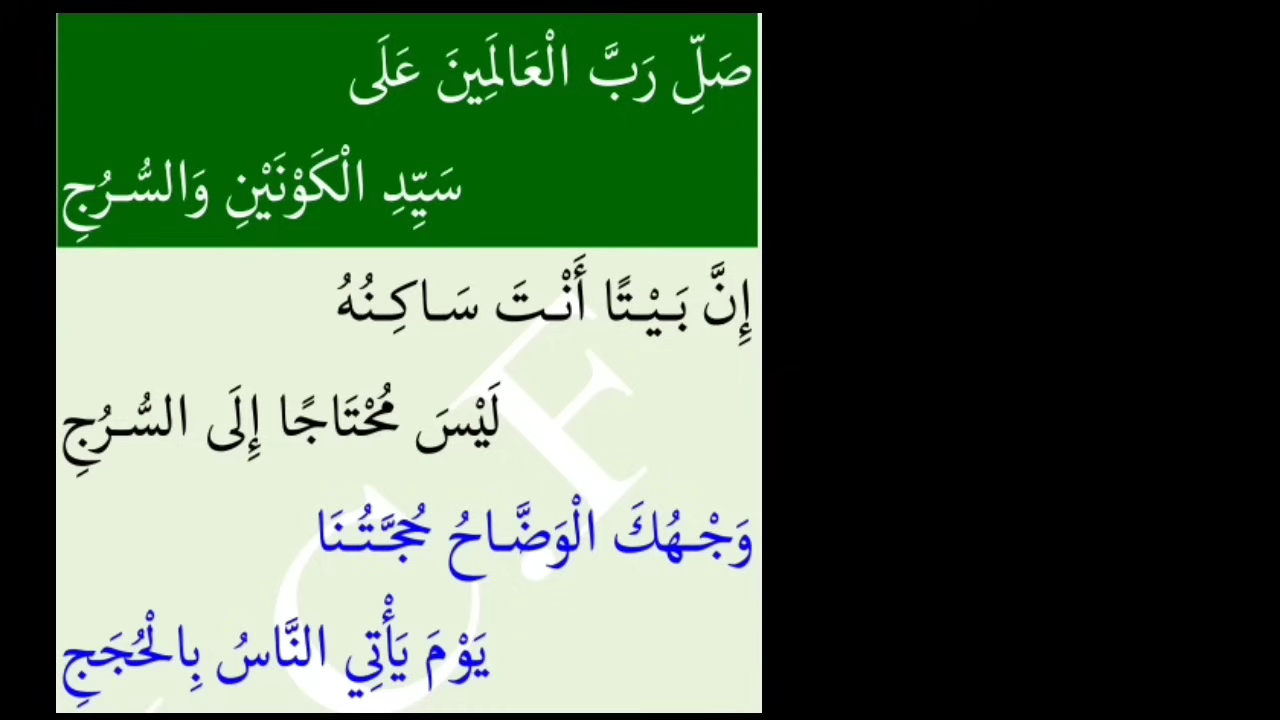 صَلِّ رَبَّ الْعَالَمِينَ عَلَى
سَيِّدِ الْكَوْنَيْنِ وَالسُّرُجِ
إِنَّ بَيْتًا أَنْتَ سَاكِنُهُ
لَيْسَ مُحْتَاجًا إِلَى السُّرُجِ
وَجْهُكَ الْوَضَّاحُ حُجَّتُنَا
يَوْمَ يَأْتِي النَّاسُ بِالْحُجَجِ